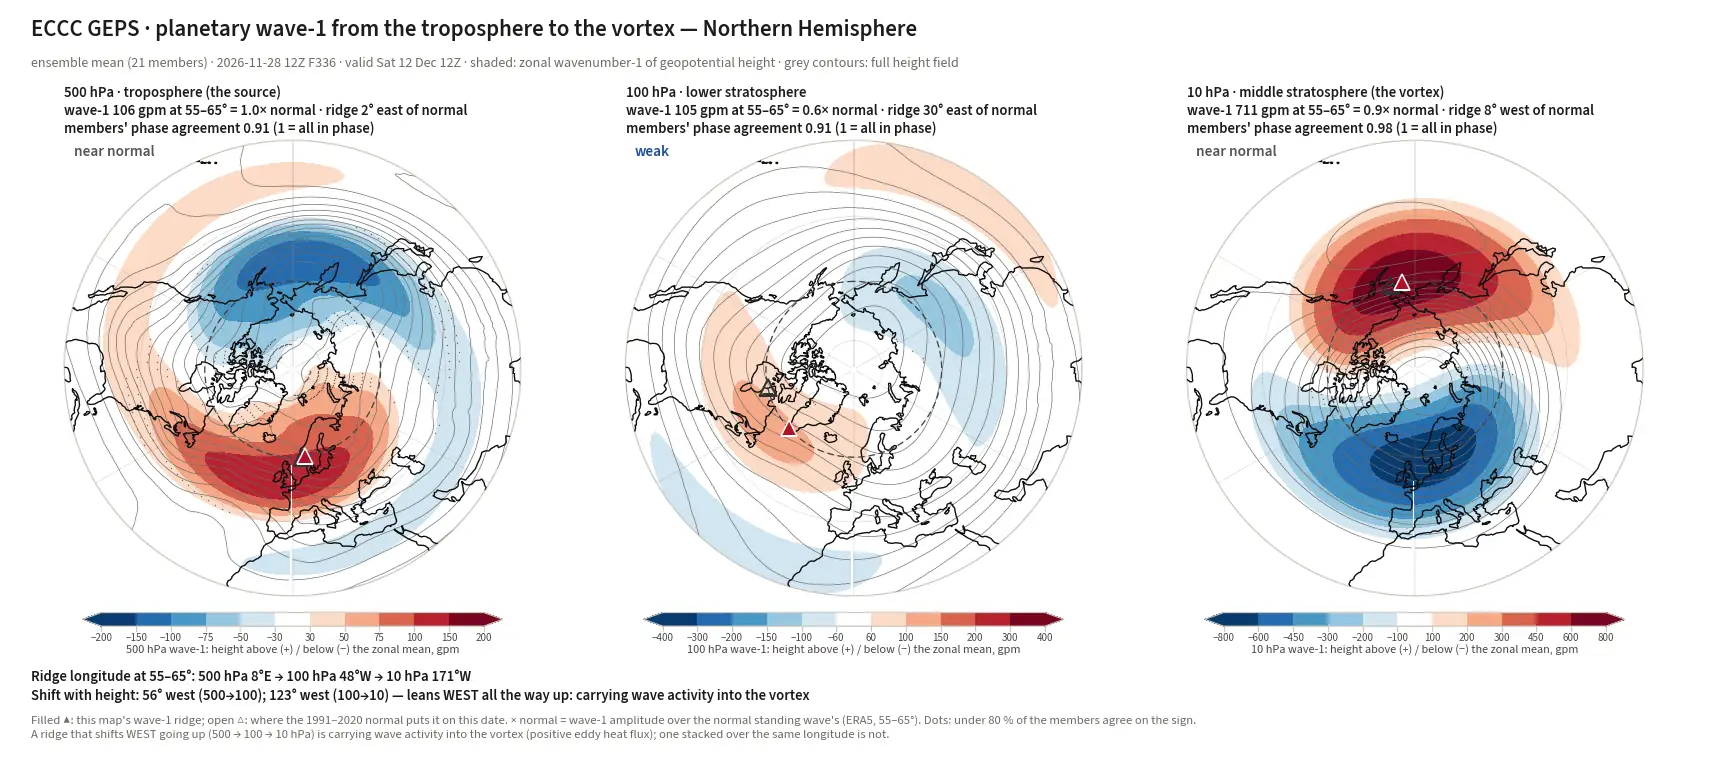 ECCC GEPS · planetary wave-1 from the troposphere to the vortex — Northern Hemisphere
ensemble mean (21 members) · 2026-11-28 12Z F336 · valid Sat 12 Dec 12Z · shaded: zonal wavenumber-1 of geopotential height · grey contours: full height field
500 hPa · troposphere (the source)
wave-1 106 gpm at 55–65° = 1.0× normal · ridge 2° east of normal
members' phase agreement 0.91 (1 = all in phase)
near normal
100 hPa · lower stratosphere
wave-1 105 gpm at 55–65° = 0.6× normal · ridge 30° east of normal
members' phase agreement 0.91 (1 = all in phase)
weak
10 hPa · middle stratosphere (the vortex)
wave-1 711 gpm at 55–65° = 0.9× normal · ridge 8° west of normal
members' phase agreement 0.98 (1 = all in phase)
near normal
−200 −150 −100 −75 −50 −30 30 50 75 100 150 200
500 hPa wave-1: height above (+) / below (−) the zonal mean, gpm
−400 −300 −200 −150 −100 −60 60 100 150 200 300 400
100 hPa wave-1: height above (+) / below (−) the zonal mean, gpm
−800 −600 −450 −300 −200 −100 100 200 300 450 600 800
10 hPa wave-1: height above (+) / below (−) the zonal mean, gpm
Ridge longitude at 55–65°: 500 hPa 8°E → 100 hPa 48°W → 10 hPa 171°W
Shift with height: 56° west (500→100); 123° west (100→10) — leans WEST all the way up: carrying wave activity into the vortex
Filled ▲: this map's wave-1 ridge; open △: where the 1991–2020 normal puts it on this date. × normal = wave-1 amplitude over the normal standing wave's (ERA5, 55–65°). Dots: under 80 % of the members agree on the sign.
A ridge that shifts WEST going up (500 → 100 → 10 hPa) is carrying wave activity into the vortex (positive eddy heat flux); one stacked over the same longitude is not.